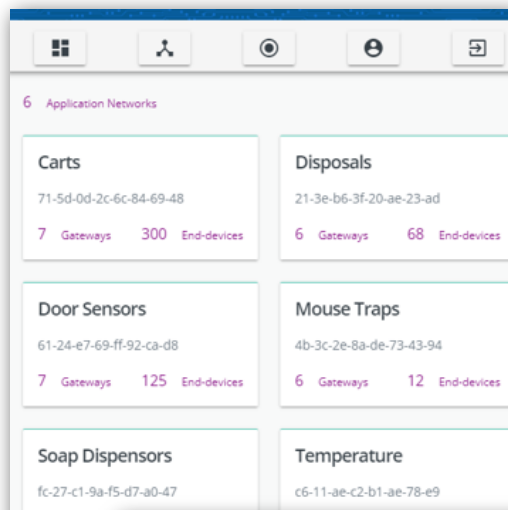 6 Application Networks
Carts
71-5d-0d-2c-6c-84-69-48
7 Gateways 300 End-devices
Disposals
21-3e-b6-3f-20-ae-23-ad
6 Gateways 68 End-devices
Door Sensors
61-24-e7-69-ff-92-ca-d8
7 Gateways 125 End-devices
Mouse Traps
4b-3c-2e-8a-de-73-43-94
6 Gateways 12 End-devices
Soap Dispensors
fc-27-c1-9a-f5-d7-a0-47
Temperature
c6-11-ae-c2-b1-ae-78-e9